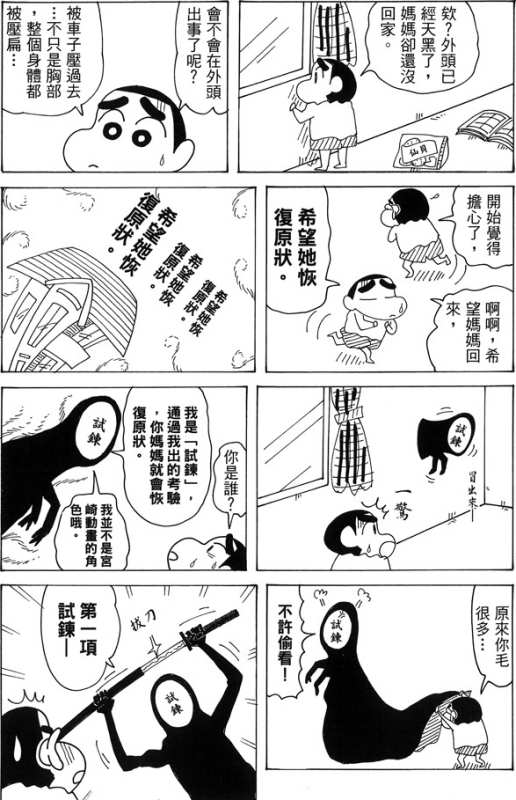 欸？外頭已
經天黑了，
媽媽卻還沒
回家。
仙貝
會不會在外頭
出事了呢？
被車子壓過去
…不只是胸部
，整個身體都
被壓扁…
開始覺得
擔心了，
啊啊，希
望媽媽回
來，
希望她恢
復原狀。
希望她恢
復原狀。
希望她恢
復原狀。
希望她恢
復原狀。
試鍊
冒出來—
驚
你是誰？
試鍊
我是「試鍊」，
通過我出的考驗
，你媽媽就會恢
復原狀。
我並不是宮
崎動畫的角
色哦。
原來你毛
很多…
試鍊
不許偷看！
拔刀
試鍊
第一項
試鍊—